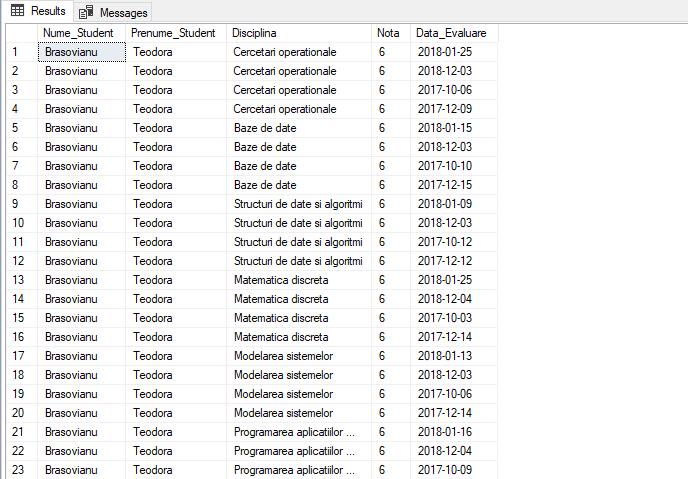 Results Messages
Nume_Student Prenume_Student Disciplina Nota Data_Evaluare
1 Brasovianu Teodora Cercetari operationale 6 2018-01-25
2 Brasovianu Teodora Cercetari operationale 6 2018-12-03
3 Brasovianu Teodora Cercetari operationale 6 2017-10-06
4 Brasovianu Teodora Cercetari operationale 6 2017-12-09
5 Brasovianu Teodora Baze de date 6 2018-01-15
6 Brasovianu Teodora Baze de date 6 2018-12-03
7 Brasovianu Teodora Baze de date 6 2017-10-10
8 Brasovianu Teodora Baze de date 6 2017-12-15
9 Brasovianu Teodora Structuri de date si algoritmi 6 2018-01-09
10 Brasovianu Teodora Structuri de date si algoritmi 6 2018-12-03
11 Brasovianu Teodora Structuri de date si algoritmi 6 2017-10-12
12 Brasovianu Teodora Structuri de date si algoritmi 6 2017-12-12
13 Brasovianu Teodora Matematica discreta 6 2018-01-25
14 Brasovianu Teodora Matematica discreta 6 2018-12-04
15 Brasovianu Teodora Matematica discreta 6 2017-10-03
16 Brasovianu Teodora Matematica discreta 6 2017-12-14
17 Brasovianu Teodora Modelarea sistemelor 6 2018-01-13
18 Brasovianu Teodora Modelarea sistemelor 6 2018-12-03
19 Brasovianu Teodora Modelarea sistemelor 6 2017-10-06
20 Brasovianu Teodora Modelarea sistemelor 6 2017-12-14
21 Brasovianu Teodora Programarea aplicatiilor ... 6 2018-01-16
22 Brasovianu Teodora Programarea aplicatiilor ... 6 2018-12-04
23 Brasovianu Teodora Programarea aplicatiilor ... 6 2017-10-09